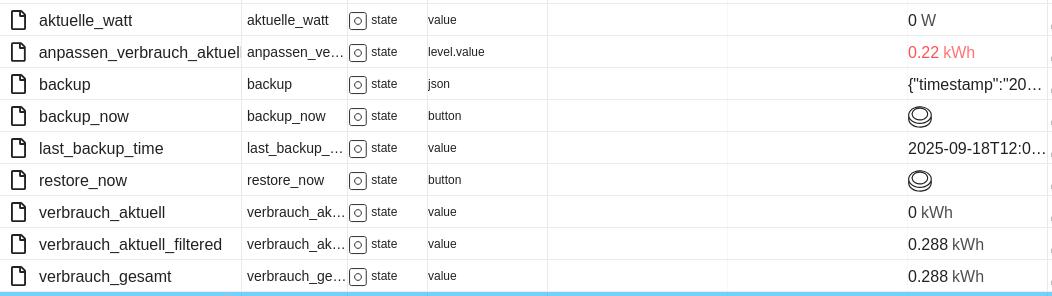 aktuelle_watt aktuelle_watt state value 0 W
anpassen_verbrauch_aktuel anpassen_ve... state level.value 0.22 kWh
backup backup state json {"timestamp":"20...
backup_now backup_now state button
last_backup_time last_backup_... state value 2025-09-18T12:0...
restore_now restore_now state button
verbrauch_aktuell verbrauch_ak... state value 0 kWh
verbrauch_aktuell_filtered verbrauch_ak... state value 0.288 kWh
verbrauch_gesamt verbrauch_ge... state value 0.288 kWh